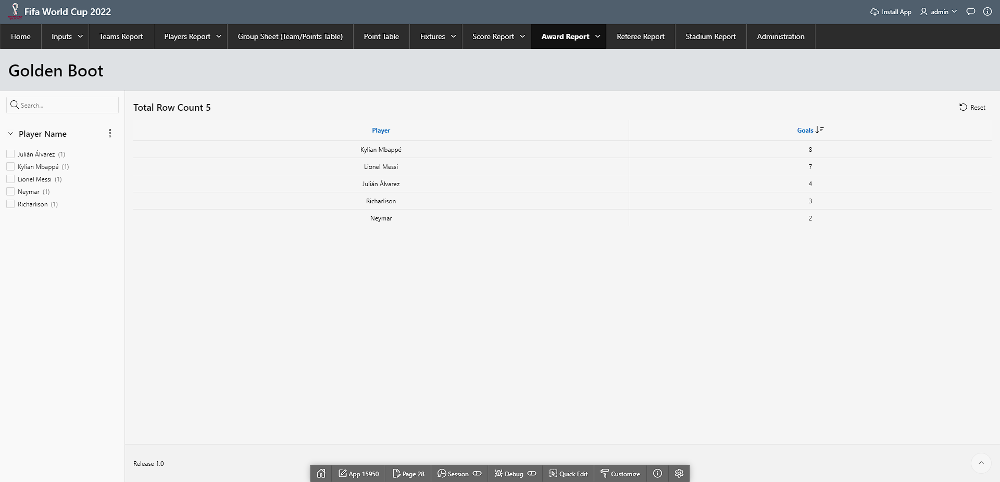 Fifa World Cup 2022
Install App
admin
Home
Inputs
Teams Report
Players Report
Group Sheet (Team/Points Table)
Point Table
Fixtures
Score Report
Award Report
Referee Report
Stadium Report
Administration
Golden Boot
Search...
Player Name
Julián Álvarez (1)
Kylian Mbappé (1)
Lionel Messi (1)
Neymar (1)
Richarlison (1)
Total Row Count 5
Reset
Player Goals
Kylian Mbappé 8
Lionel Messi 7
Julián Álvarez 4
Richarlison 3
Neymar 2
Release 1.0
App 15950
Page 28
Session
Debug
Quick Edit
Customize